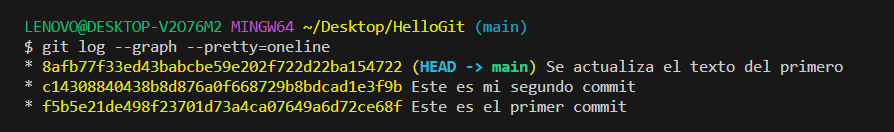 LENOVO@DESKTOP-V2O76M2 MINGW64 ~/Desktop/HelloGit (main)
$ git log --graph --pretty=oneline
* 8afb77f33ed43babcbe59e202f722d22ba154722 (HEAD -> main) Se actualiza el texto del primero
* c14308840438b8d876a0f668729b8bdcad1e3f9b Este es mi segundo commit
* f5b5e21de498f23701d73a4ca07649a6d72ce68f Este es el primer commit